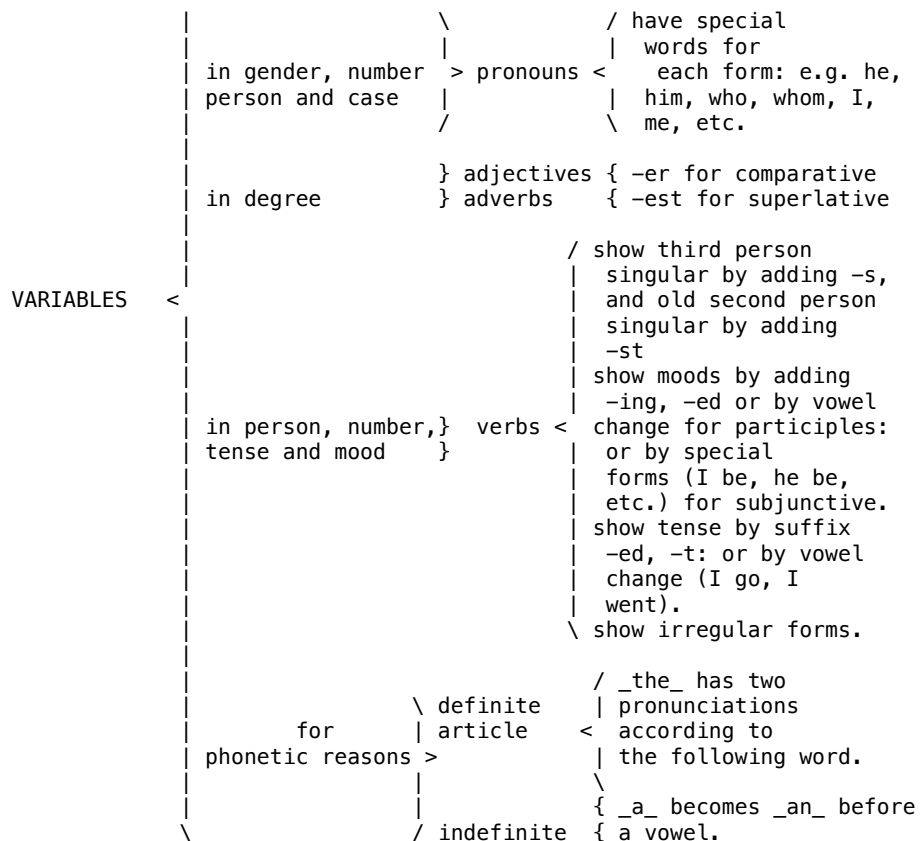 |                       \          / have special
              |                       |          |  words for
              | in gender, number  > pronouns <    each form: e.g. he,
              | person and case   |            |  him, who, whom, I,
              |                   /            \  me, etc.
              |
              |                   } adjectives { –er for comparative
              | in degree         } adverbs    { –est for superlative
              |
              |                             / show third person
              |                             |  singular by adding –s,
VARIABLES   <                               |  and old second person
              |                             |  singular by adding
              |                             |  –st
              |                             | show moods by adding
              |                             |  -ing, –ed or by vowel
              | in person, number,}  verbs <  change for participles:
              | tense and mood    }         |  or by special
              |                             |  forms (I be, he be,
              |                             |  etc.) for subjunctive.
              |                             | show tense by suffix
              |                             |  –ed, –t: or by vowel
              |                             |  change (I go, I
              |                             |  went).
              |                             \ show irregular forms.
              |
              |                               / _the_ has two
              |                 \ definite    | pronunciations
              |       for       | article    <  according to
              | phonetic reasons >            | the following word.
              |                 |             \
              |                 |             { _a_ becomes _an_ before
              \                 / indefinite  { a vowel.